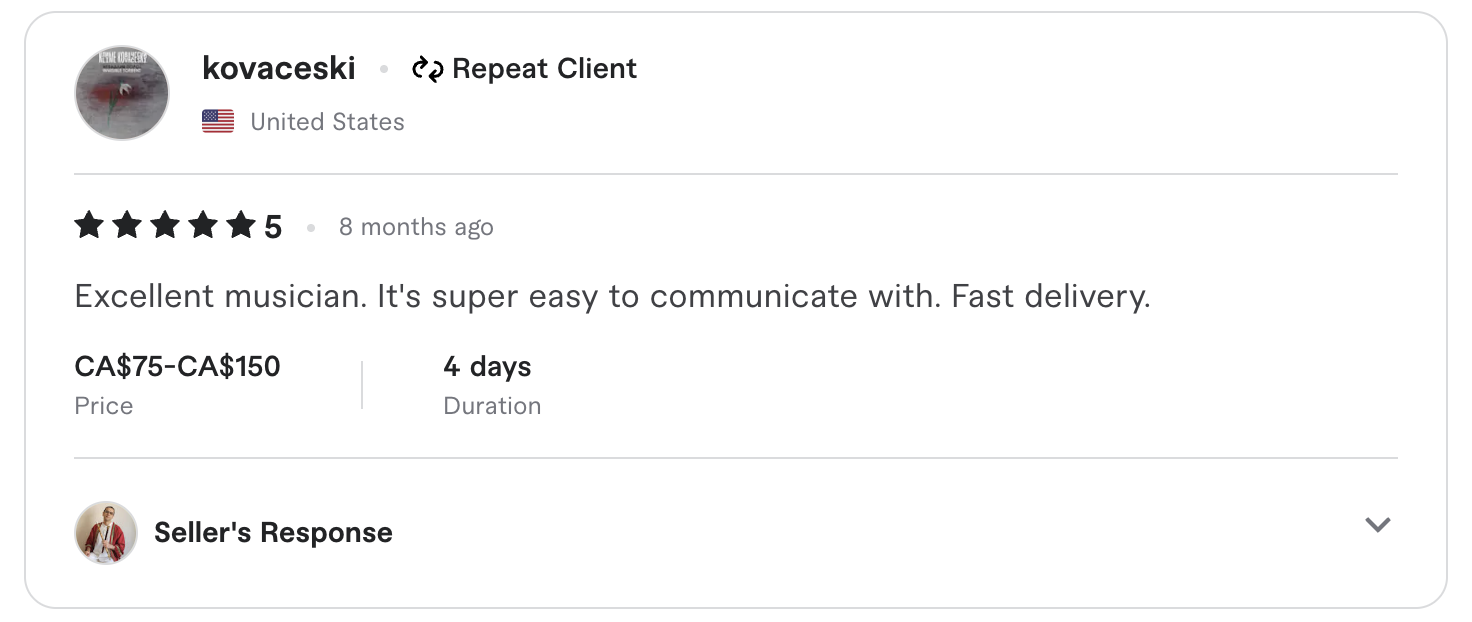 kovaceski • Repeat Client
United States
5 • 8 months ago
Excellent musician. It's super easy to communicate with. Fast delivery.
CA$75-CA$150
Price
4 days
Duration
Seller's Response